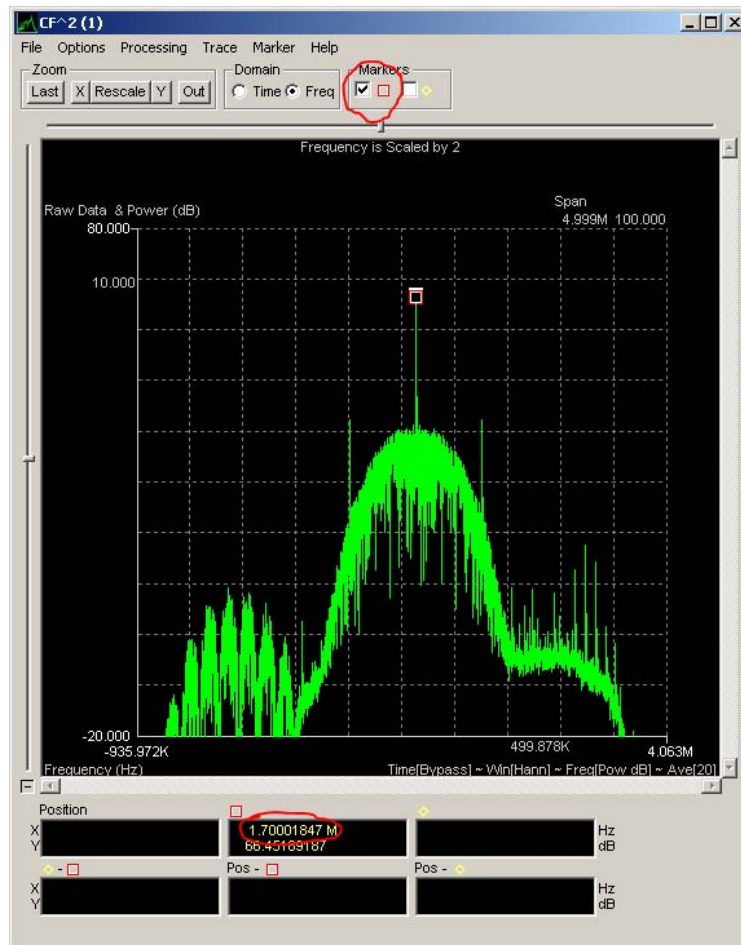 CF^2 (1)
File Options Processing Trace Marker Help
Zoom Domain Markers
Last X Rescale Y Out Time Freq
Frequency is Scaled by 2
Raw Data & Power (dB)
Span
4.999M 100.000
80.000
10.000
-20.000
-935.972K 499.878K 4.063M
Frequency (Hz) Time[Bypass] ~ Win[Hann] ~ Freq[Pow dB] ~ Ave[20]
Position
X 1.70001847 M Hz
Y 66.45169187 dB
- Pos - Pos -
X Hz
Y dB